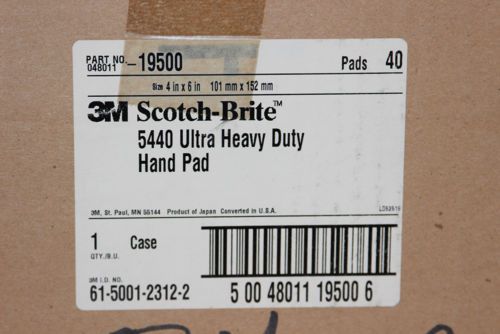 PART NO. 048011 -19500 Pads 40
Size 4 in x 6 in 101 mm x 152 mm
3M Scotch-Brite™
5440 Ultra Heavy Duty
Hand Pad
3M, St. Paul, MN 55144 Product of Japan Converted in U.S.A.
1 Case
QTY./B.U.
3M I.D. NO.
61-5001-2312-2
5 00 48011 19500 6